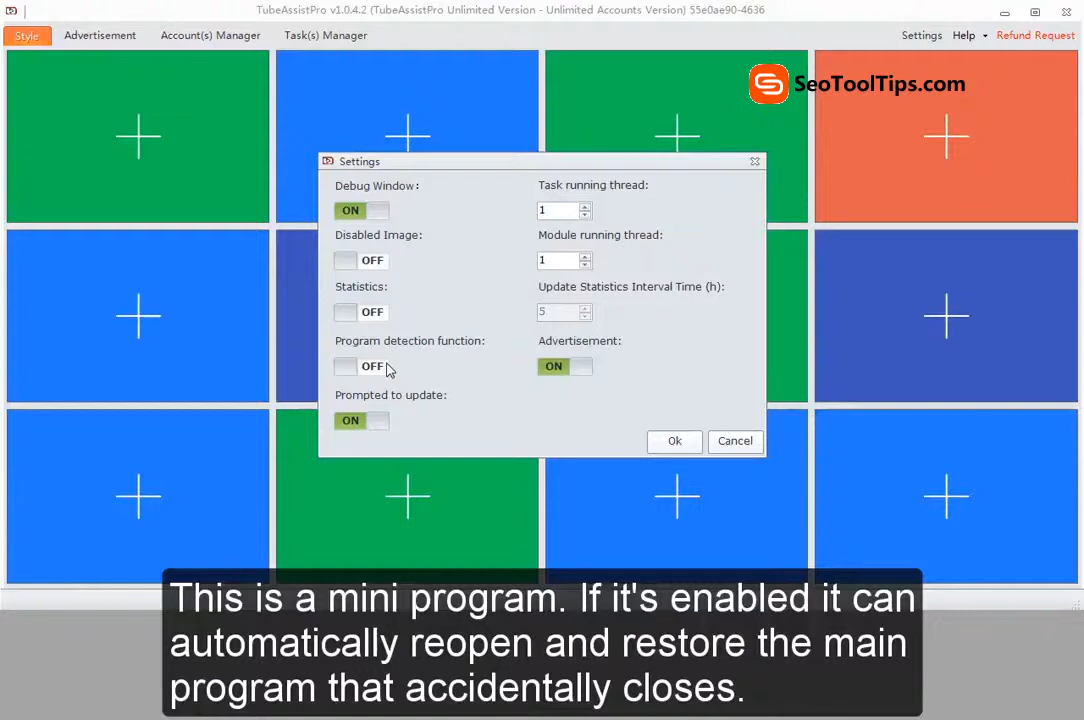 TubeAssistPro v1.0.4.2 (TubeAssistPro Unlimited Version - Unlimited Accounts Version) 55e0ae90-4636
Style Advertisement Account(s) Manager Task(s) Manager Settings Help Refund Request
SeoToolTips.com
Settings
Debug Window: Task running thread:
ON 1
Disabled Image: Module running thread:
OFF 1
Statistics: Update Statistics Interval Time (h):
OFF 5
Program detection function: Advertisement:
OFF ON
Prompted to update:
ON
Ok Cancel
This is a mini program. If it's enabled it can
automatically reopen and restore the main
program that accidentally closes.